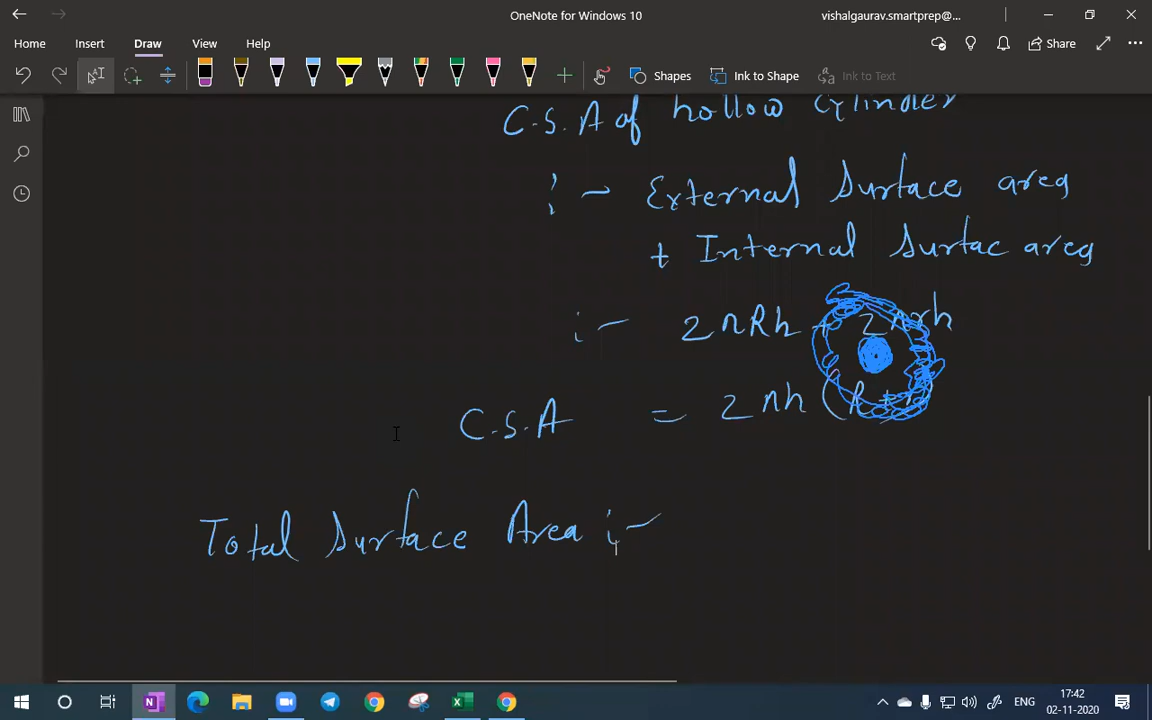 OneNote for Windows 10
vishalgaurav.smartprep@...
Home Insert Draw View Help
Share
Shapes Ink to Shape Ink to Text
C.S.A of hollow Cylinder
:- External Surface area
+ Internal Surfac area
:- 2πRh + 2πrh
C.S.A = 2πh (R+r)
Total Surface Area :-
ENG
17:42
02-11-2020